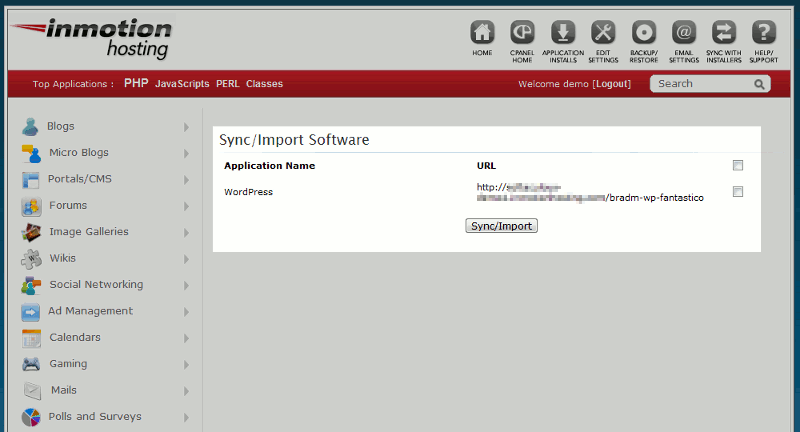 inmotion
hosting
HOME
CPANEL
HOME
APPLICATION
INSTALLS
EDIT
SETTINGS
BACKUP/
RESTORE
EMAIL
SETTINGS
SYNC WITH
INSTALLERS
HELP/
SUPPORT
Top Applications : PHP JavaScripts PERL Classes
Welcome demo [Logout]
Search
Blogs
Micro Blogs
Portals/CMS
Forums
Image Galleries
Wikis
Social Networking
Ad Management
Calendars
Gaming
Mails
Polls and Surveys
Sync/Import Software
Application Name URL
WordPress
http://
/bradm-wp-fantastico
Sync/Import